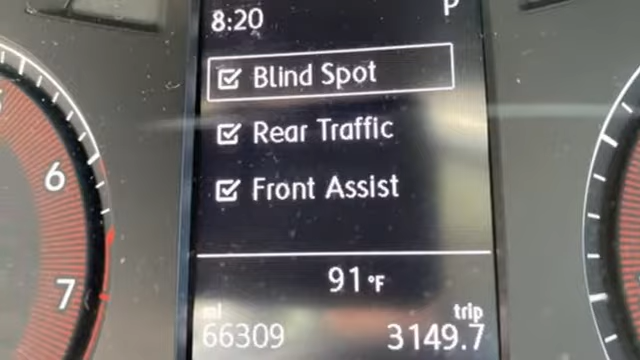 8:20 P
Blind Spot
Rear Traffic
Front Assist
91°F
mi trip
66309 3149.7
6
7